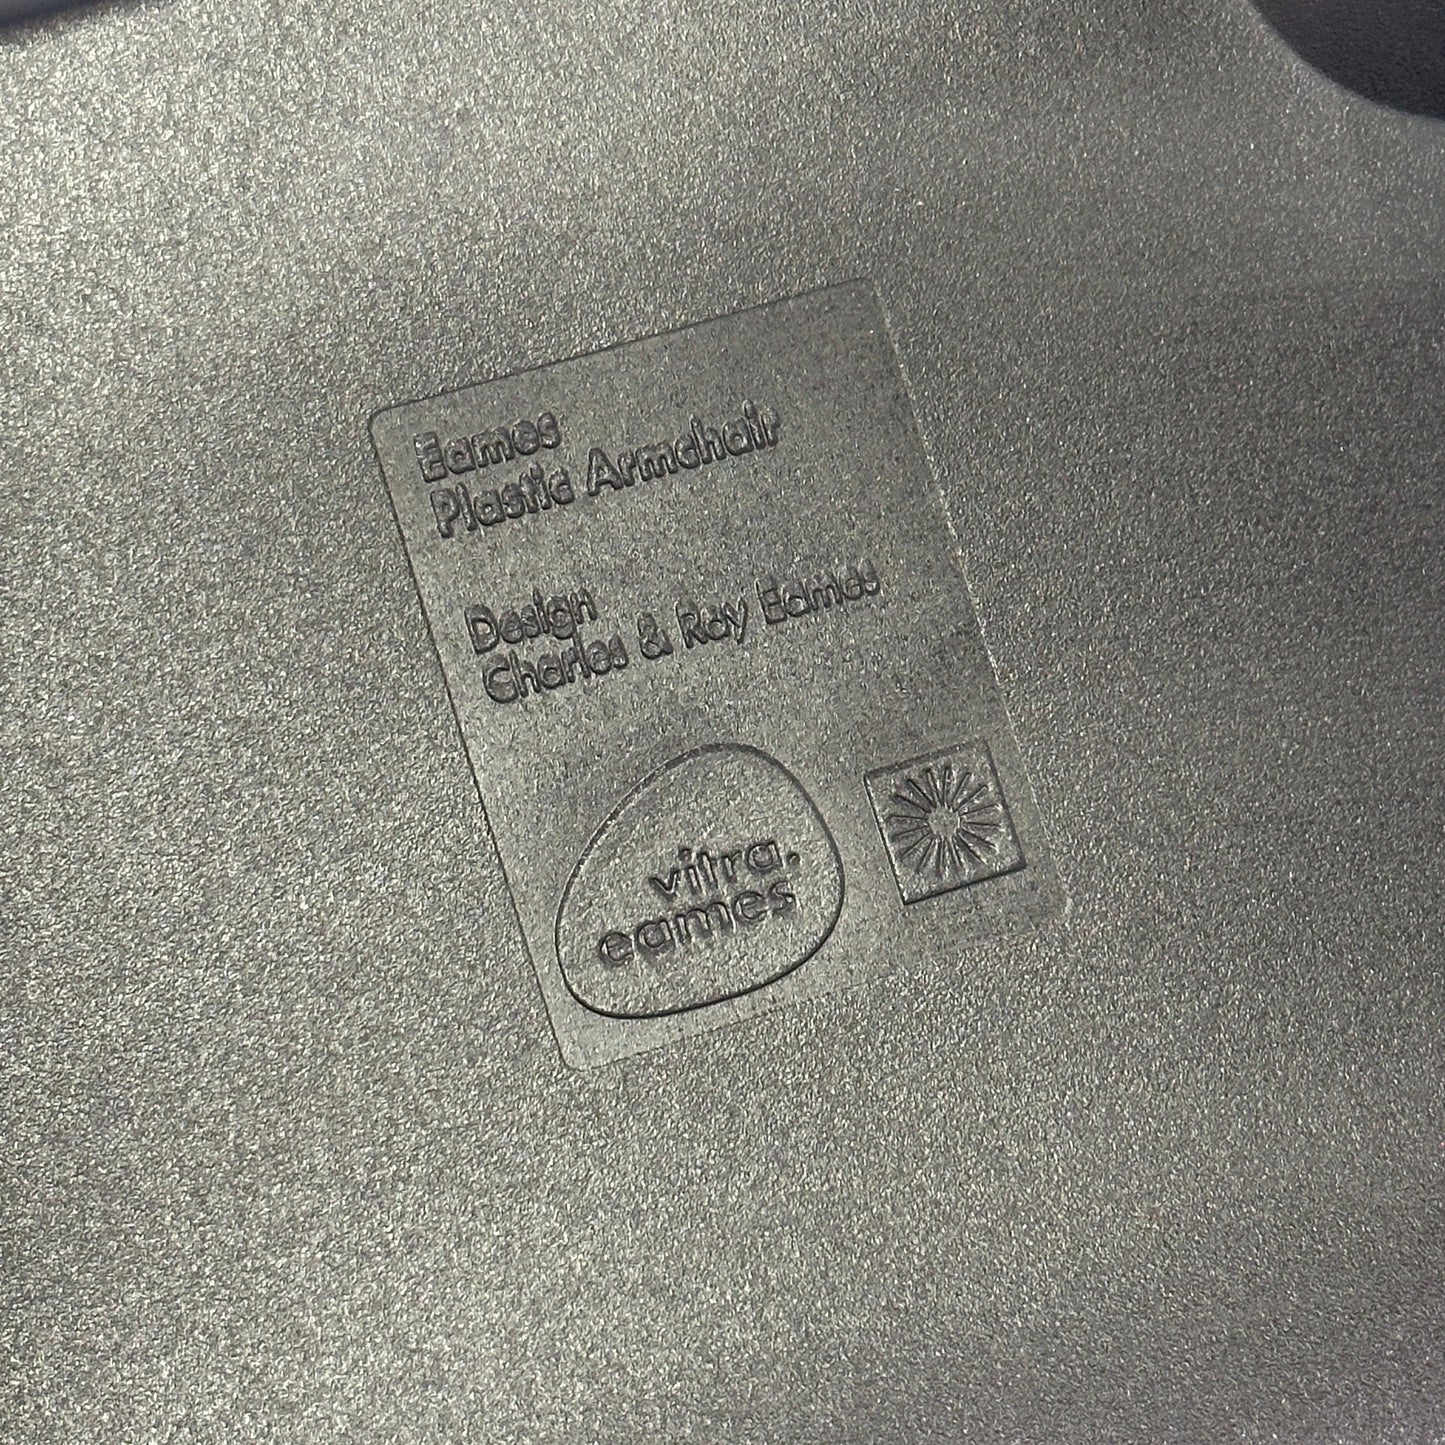 Eames
Plastic Armchair
Design
Charles & Ray Eames
vitra.
eames